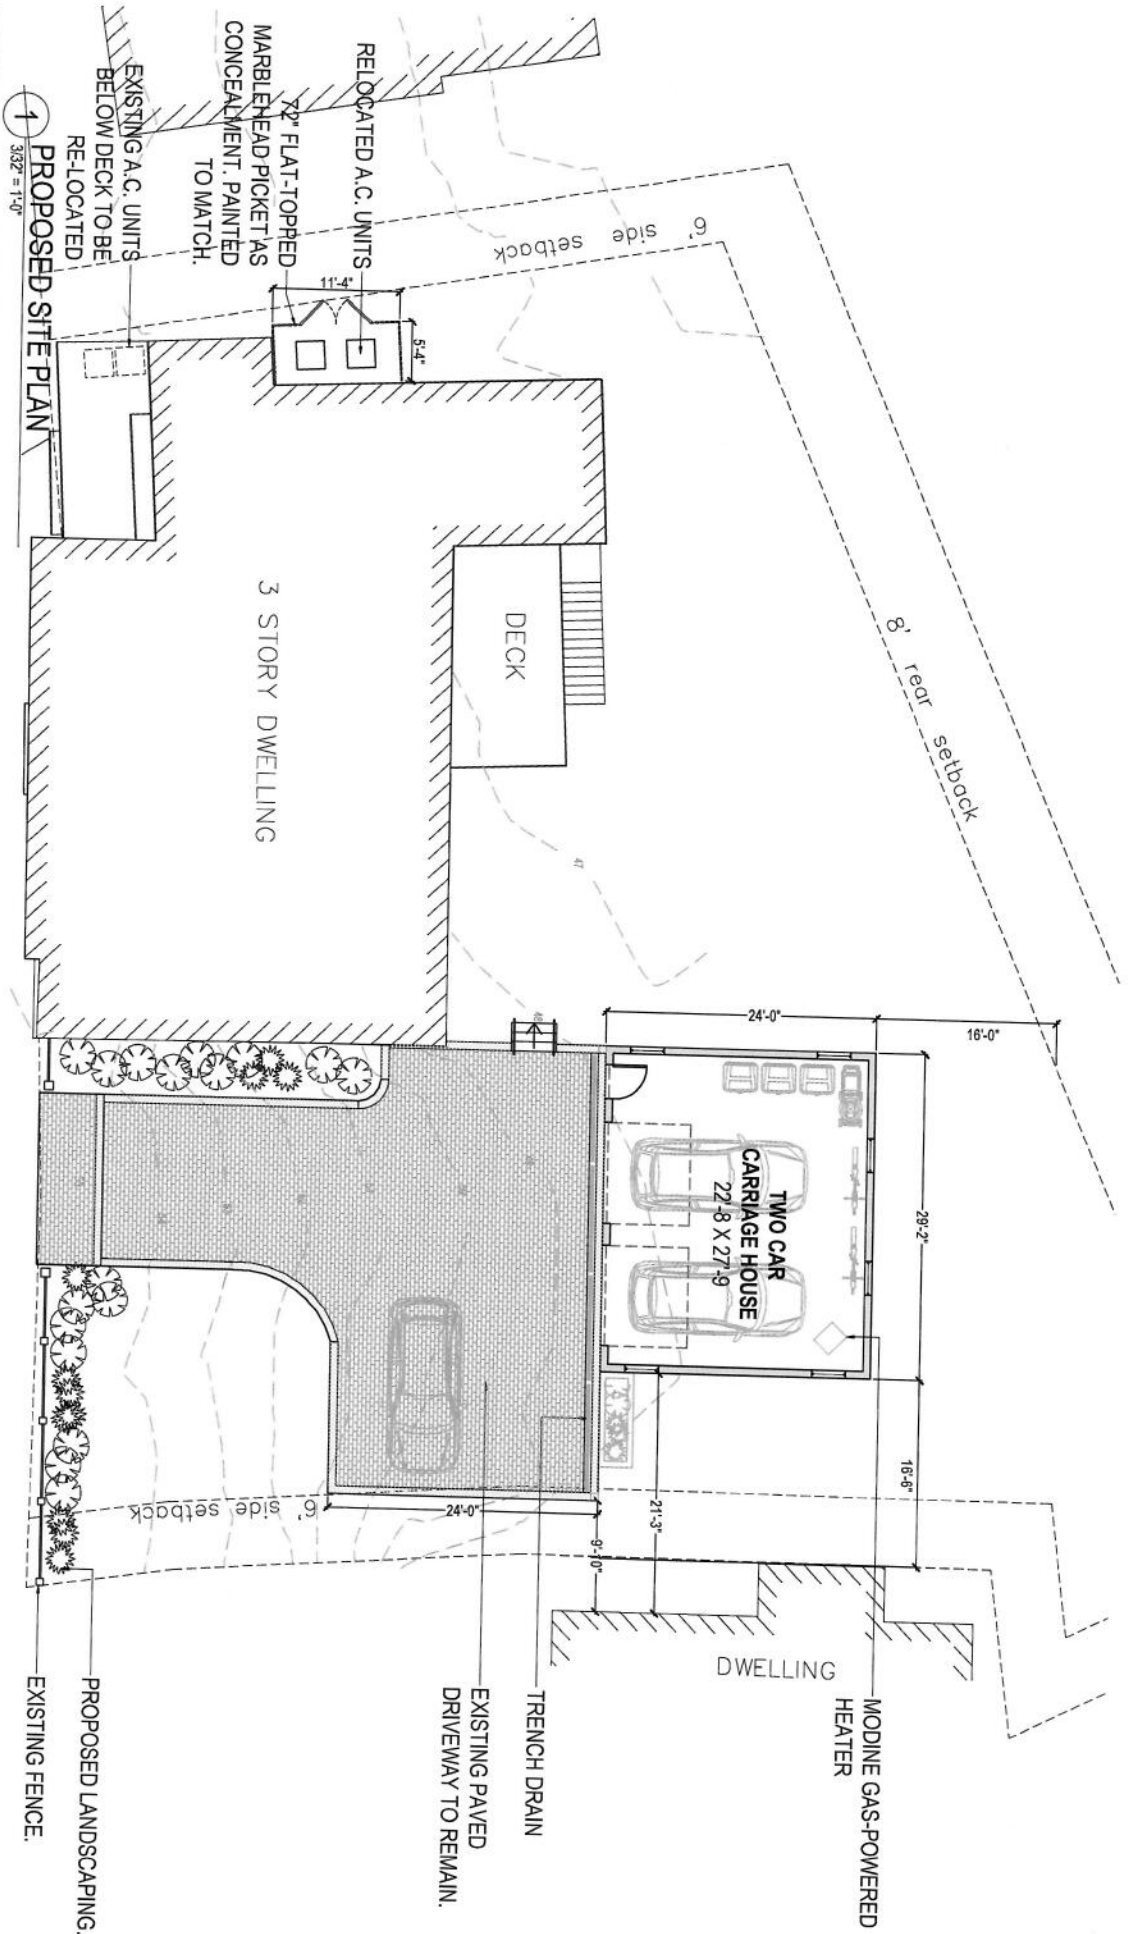 RELOCATED A.C. UNITS
72" FLAT-TOPPED
MARBLEHEAD PICKET AS
CONCEALMENT. PAINTED
TO MATCH.
EXISTING A.C. UNITS
BELOW DECK TO BE
RE-LOCATED
1
PROPOSED SITE PLAN
3/32" = 1'-0"
6' side setback
8' rear setback
11'-4"
5'-4"
3 STORY DWELLING
DECK
47
48
24'-0"
16'-0"
29'-2"
TWO CAR
CARRIAGE HOUSE
22'-8 X 27'-9
16'-6"
21'-3"
9'-10"
24'-0"
6' side setback
DWELLING
MODINE GAS-POWERED
HEATER
TRENCH DRAIN
EXISTING PAVED
DRIVEWAY TO REMAIN.
PROPOSED LANDSCAPING.
EXISTING FENCE.